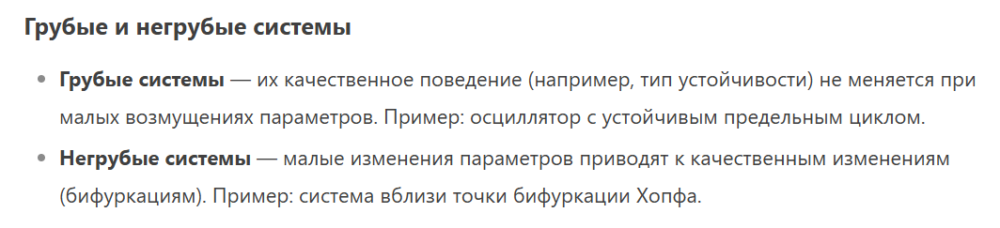 Грубые и негрубые системы
• Грубые системы — их качественное поведение (например, тип устойчивости) не меняется при
малых возмущениях параметров. Пример: осциллятор с устойчивым предельным циклом.
• Негрубые системы — малые изменения параметров приводят к качественным изменениям
(бифуркациям). Пример: система вблизи точки бифуркации Хопфа.